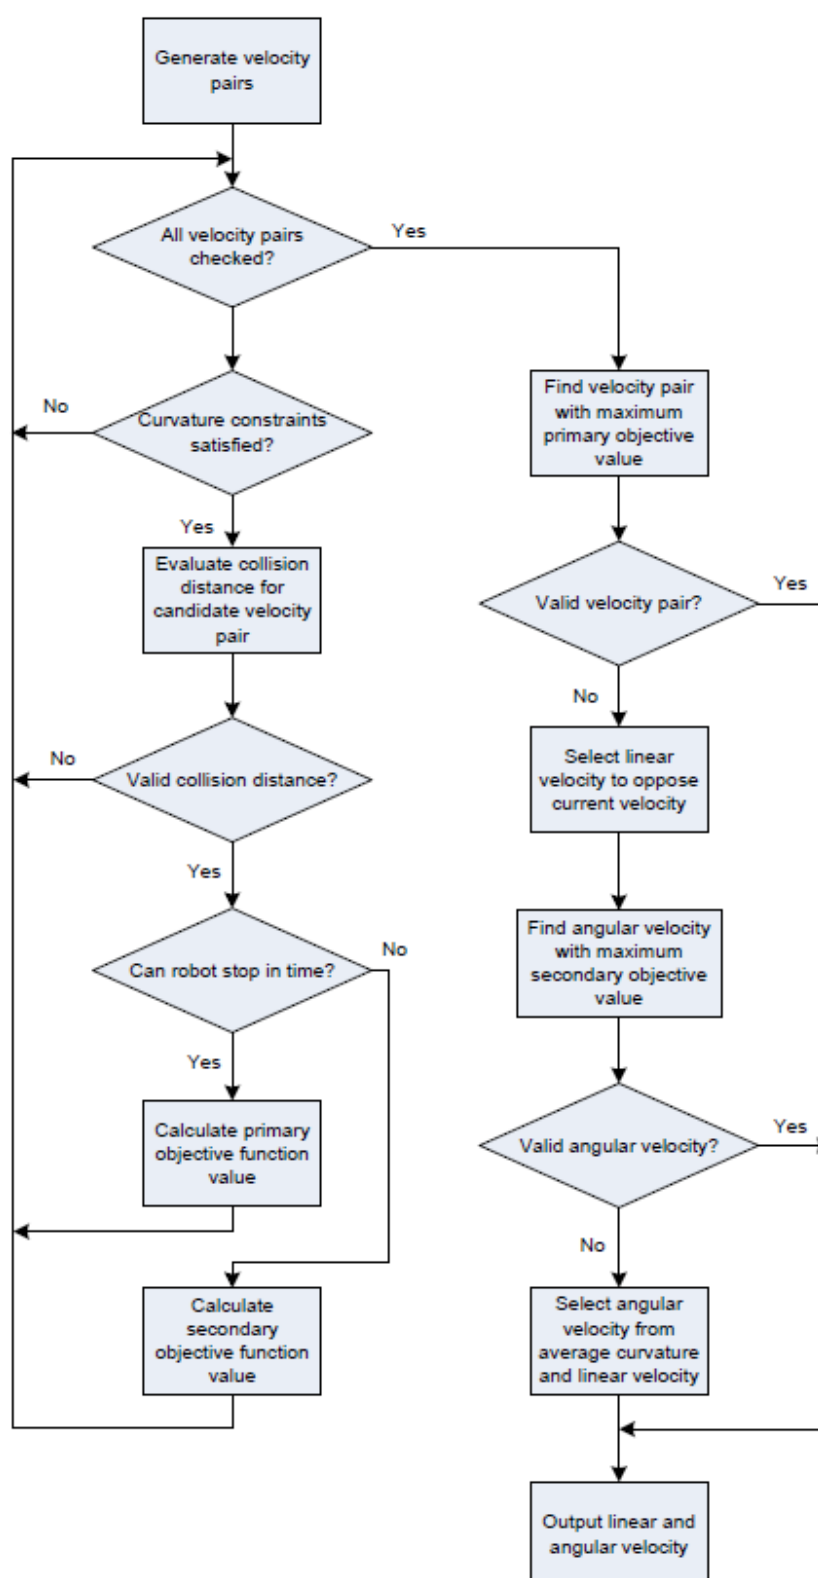 Generate velocity
pairs
All velocity pairs
checked?
Yes
Curvature constraints
satisfied?
No
Yes
Evaluate collision
distance for
candidate velocity
pair
Valid collision distance?
No
Yes
Can robot stop in time?
No
Yes
Calculate primary
objective function
value
Calculate
secondary
objective function
value
Find velocity pair
with maximum
primary objective
value
Valid velocity pair?
Yes
No
Select linear
velocity to oppose
current velocity
Find angular velocity
with maximum
secondary objective
value
Valid angular velocity?
Yes
No
Select angular
velocity from
average curvature
and linear velocity
Output linear and
angular velocity